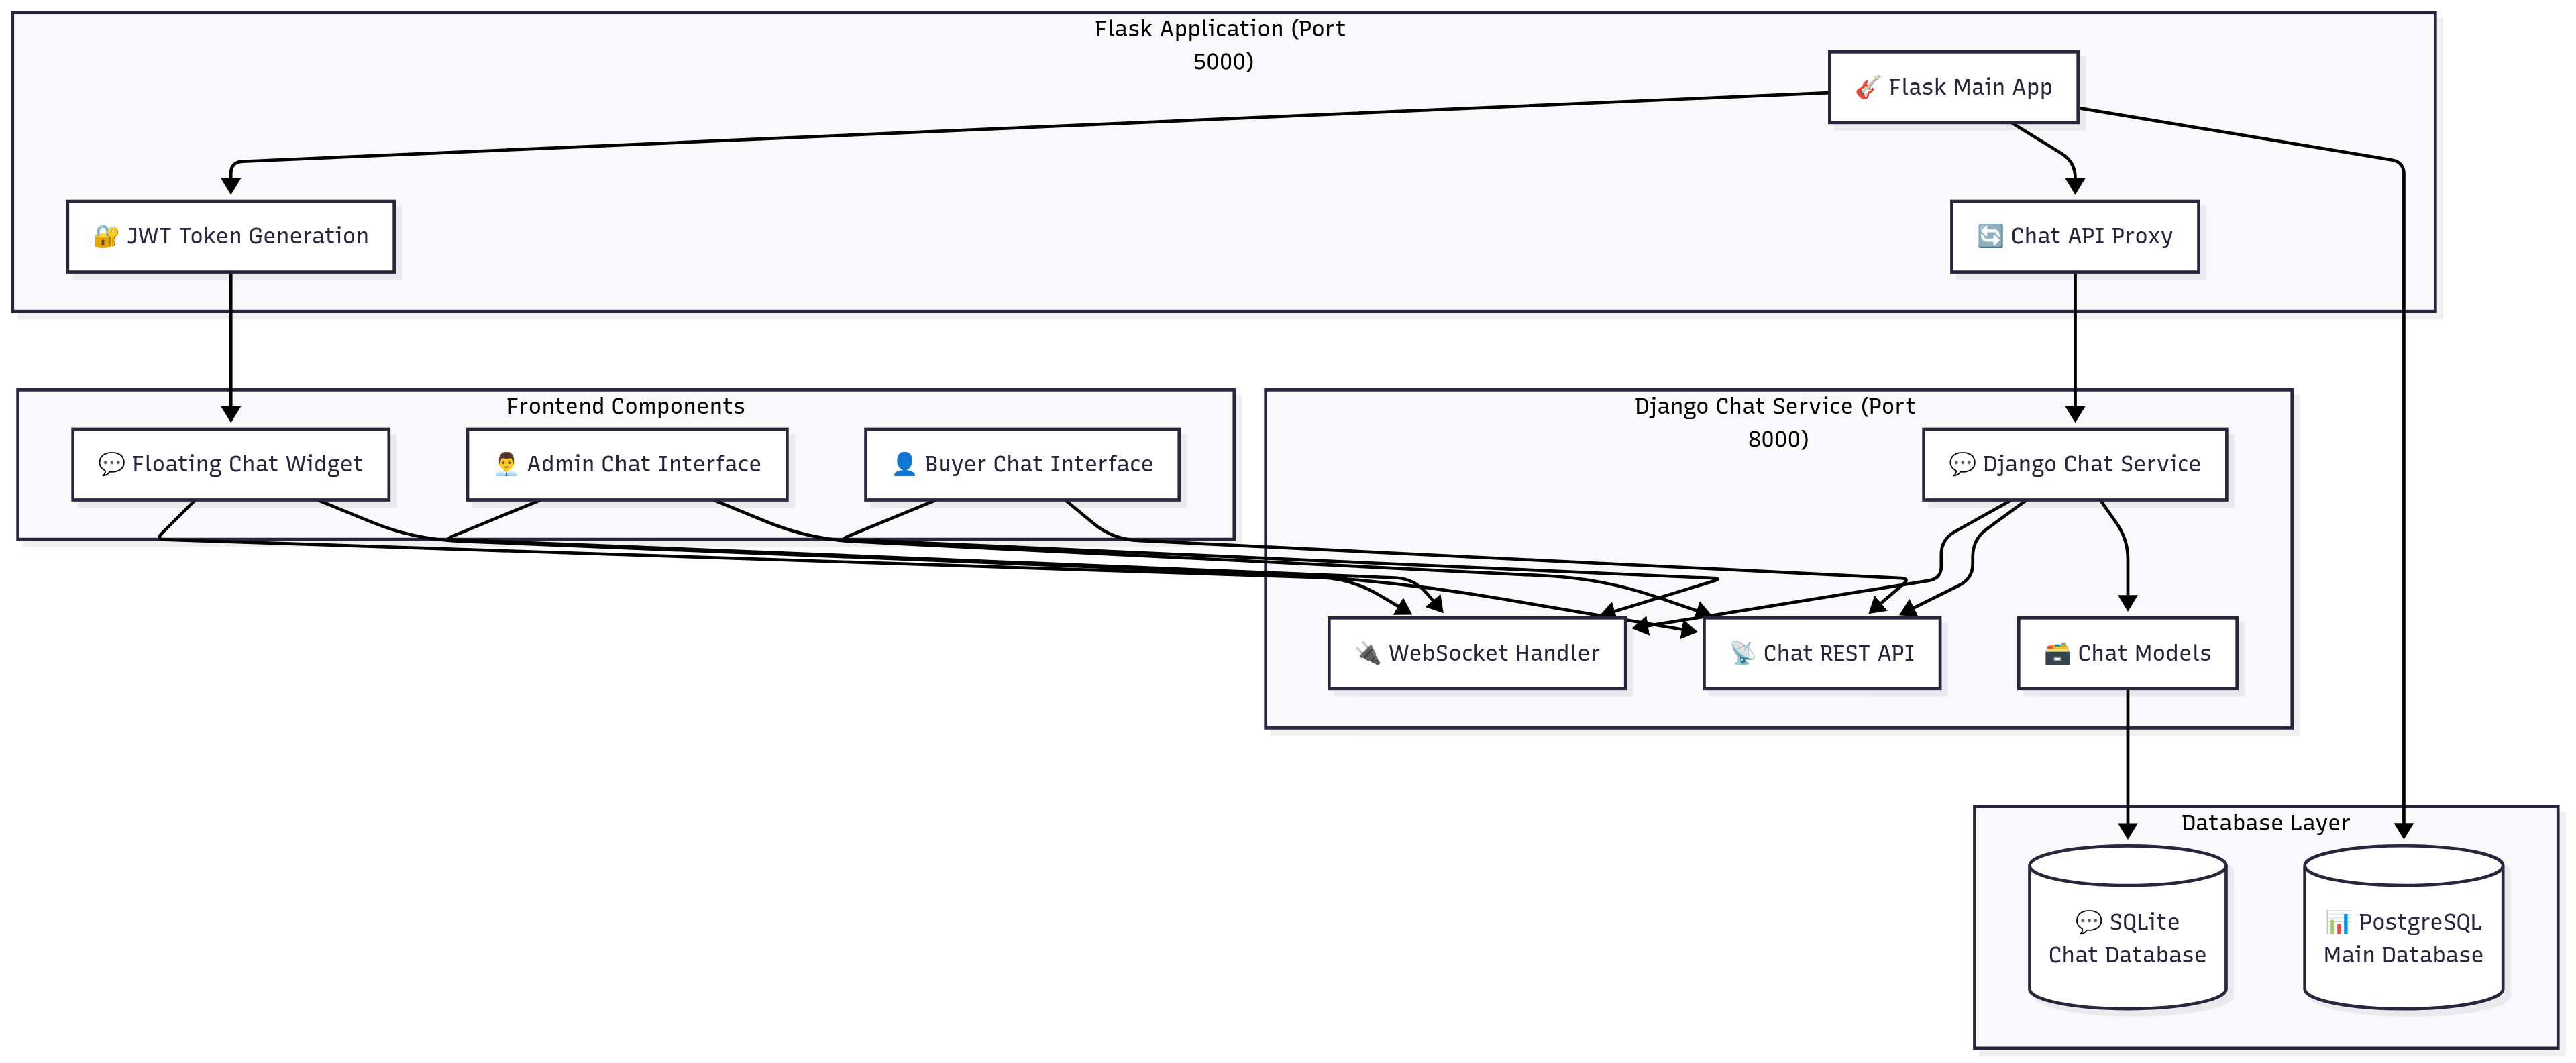 Flask Application (Port
5000)
🎸 Flask Main App
🔐 JWT Token Generation
🔄 Chat API Proxy
Frontend Components
💬 Floating Chat Widget
👨‍💼 Admin Chat Interface
👤 Buyer Chat Interface
Django Chat Service (Port
8000)
💬 Django Chat Service
🔌 WebSocket Handler
📡 Chat REST API
🗃️ Chat Models
Database Layer
💬 SQLite
Chat Database
📊 PostgreSQL
Main Database